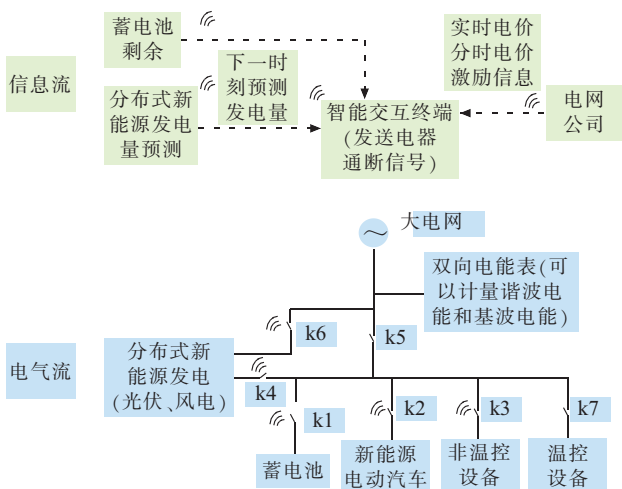 信息流
蓄电池
剩余
分布式新
能源发电
量预测
下一时
刻预测
发电量
智能交互终端
(发送电器
通断信号)
实时电价
分时电价
激励信息
电网
公司
电气流
大电网
双向电能表(可
以计量谐波电
能和基波电能)
k6
k5
分布式新
能源发电
(光伏、风电)
k4
k1
k2
k3
k7
蓄电池
新能源
电动汽车
非温控
设备
温控
设备